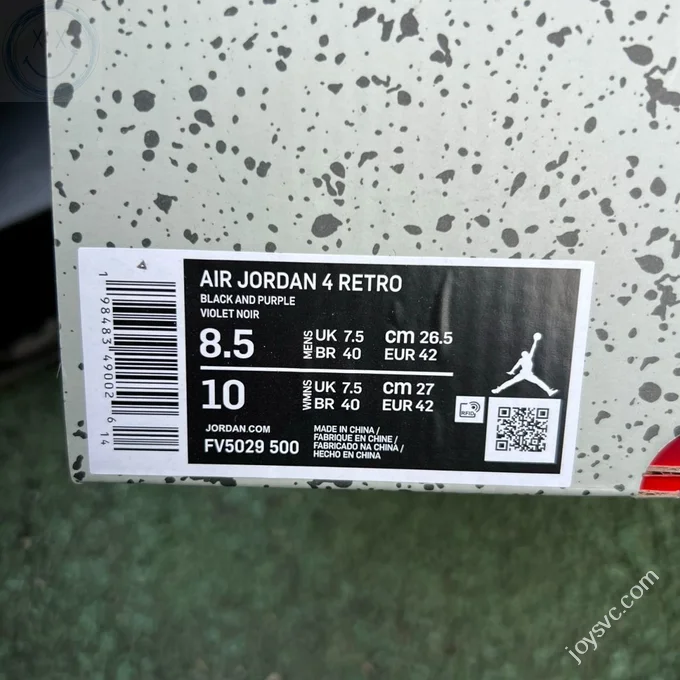 AIR JORDAN 4 RETRO
BLACK AND PURPLE
VIOLET NOIR
8.5 MENS UK 7.5 cm 26.5
BR 40 EUR 42
10 WMNS UK 7.5 cm 27
BR 40 EUR 42
JORDAN.COM
FV5029 500
MADE IN CHINA /
FABRIQUE EN CHINE /
FABRICADO NA CHINA /
HECHO EN CHINA
RFID
1 98483 49002 6 14
joysvc.com